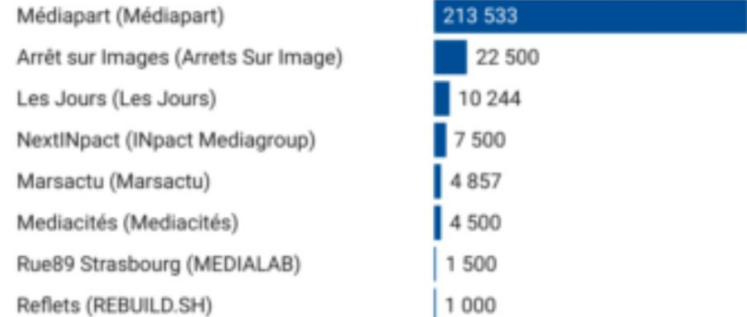 Médiapart (Médiapart) 213 533
Arrêt sur Images (Arrets Sur Image) 22 500
Les Jours (Les Jours) 10 244
NextINpact (INpact Mediagroup) 7 500
Marsactu (Marsactu) 4 857
Mediacités (Mediacités) 4 500
Rue89 Strasbourg (MEDIALAB) 1 500
Reflets (REBUILD.SH) 1 000